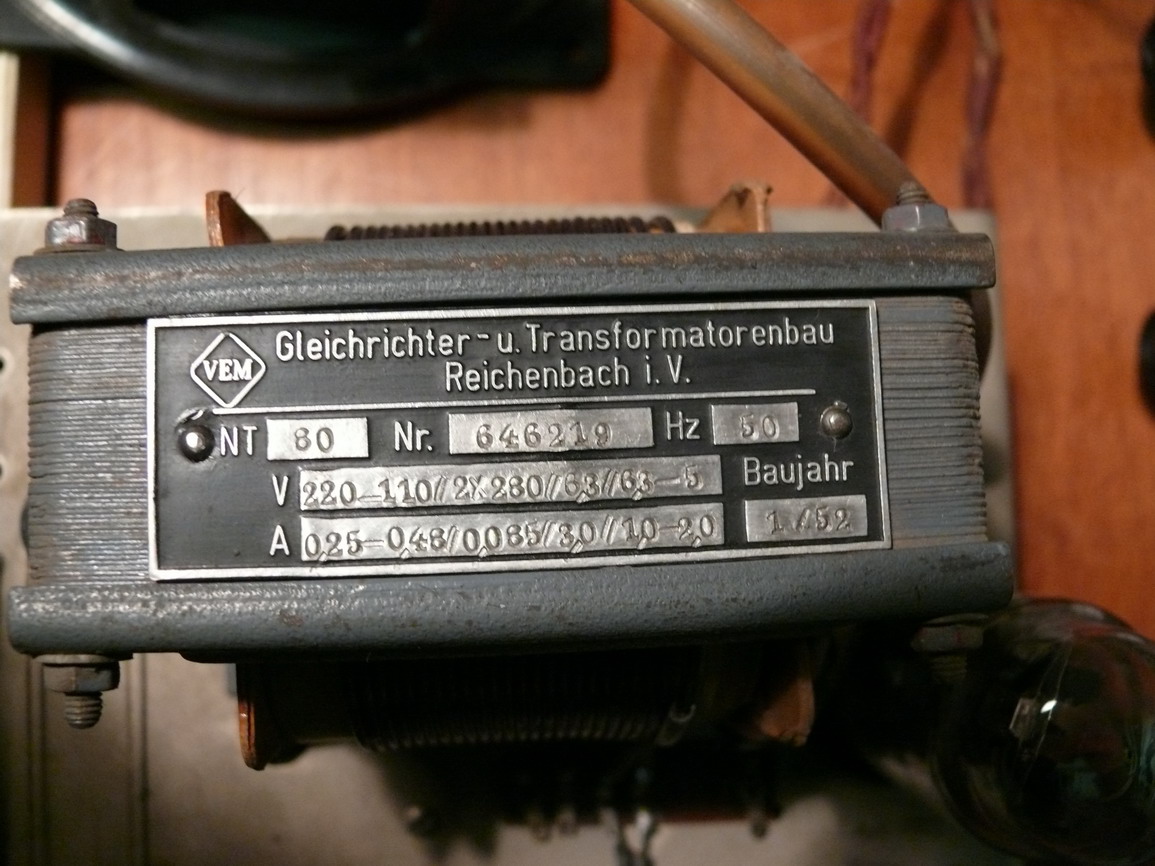 VEM
Gleichrichter - u. Transformatorenbau
Reichenbach i. V.
NT 80 Nr. 646219 Hz 50
V 220-110//2X280//6,3//6,3-5
Baujahr
A 0,25-0,48/0,085/3,0//1,0-2,0
1/52